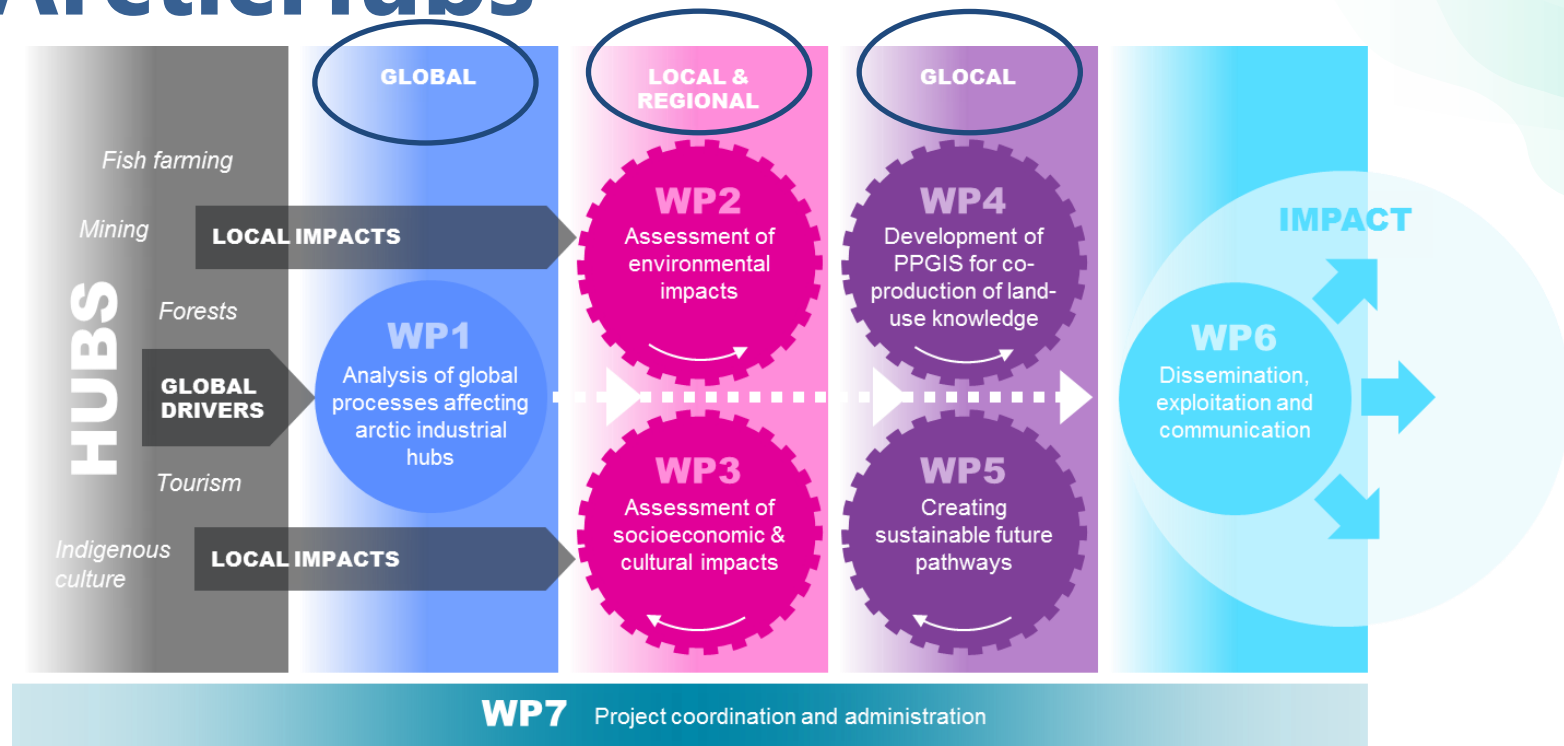 ArcticHubs
GLOBAL
LOCAL &
REGIONAL
GLOCAL
HUBS
Fish farming
Mining
Forests
Tourism
Indigenous
culture
LOCAL IMPACTS
GLOBAL
DRIVERS
LOCAL IMPACTS
WP1
Analysis of global
processes affecting
arctic industrial
hubs
WP2
Assessment of
environmental
impacts
WP3
Assessment of
socioeconomic &
cultural impacts
WP4
Development of
PPGIS for co-
production of land-
use knowledge
WP5
Creating
sustainable future
pathways
WP6
Dissemination,
exploitation and
communication
IMPACT
WP7 Project coordination and administration